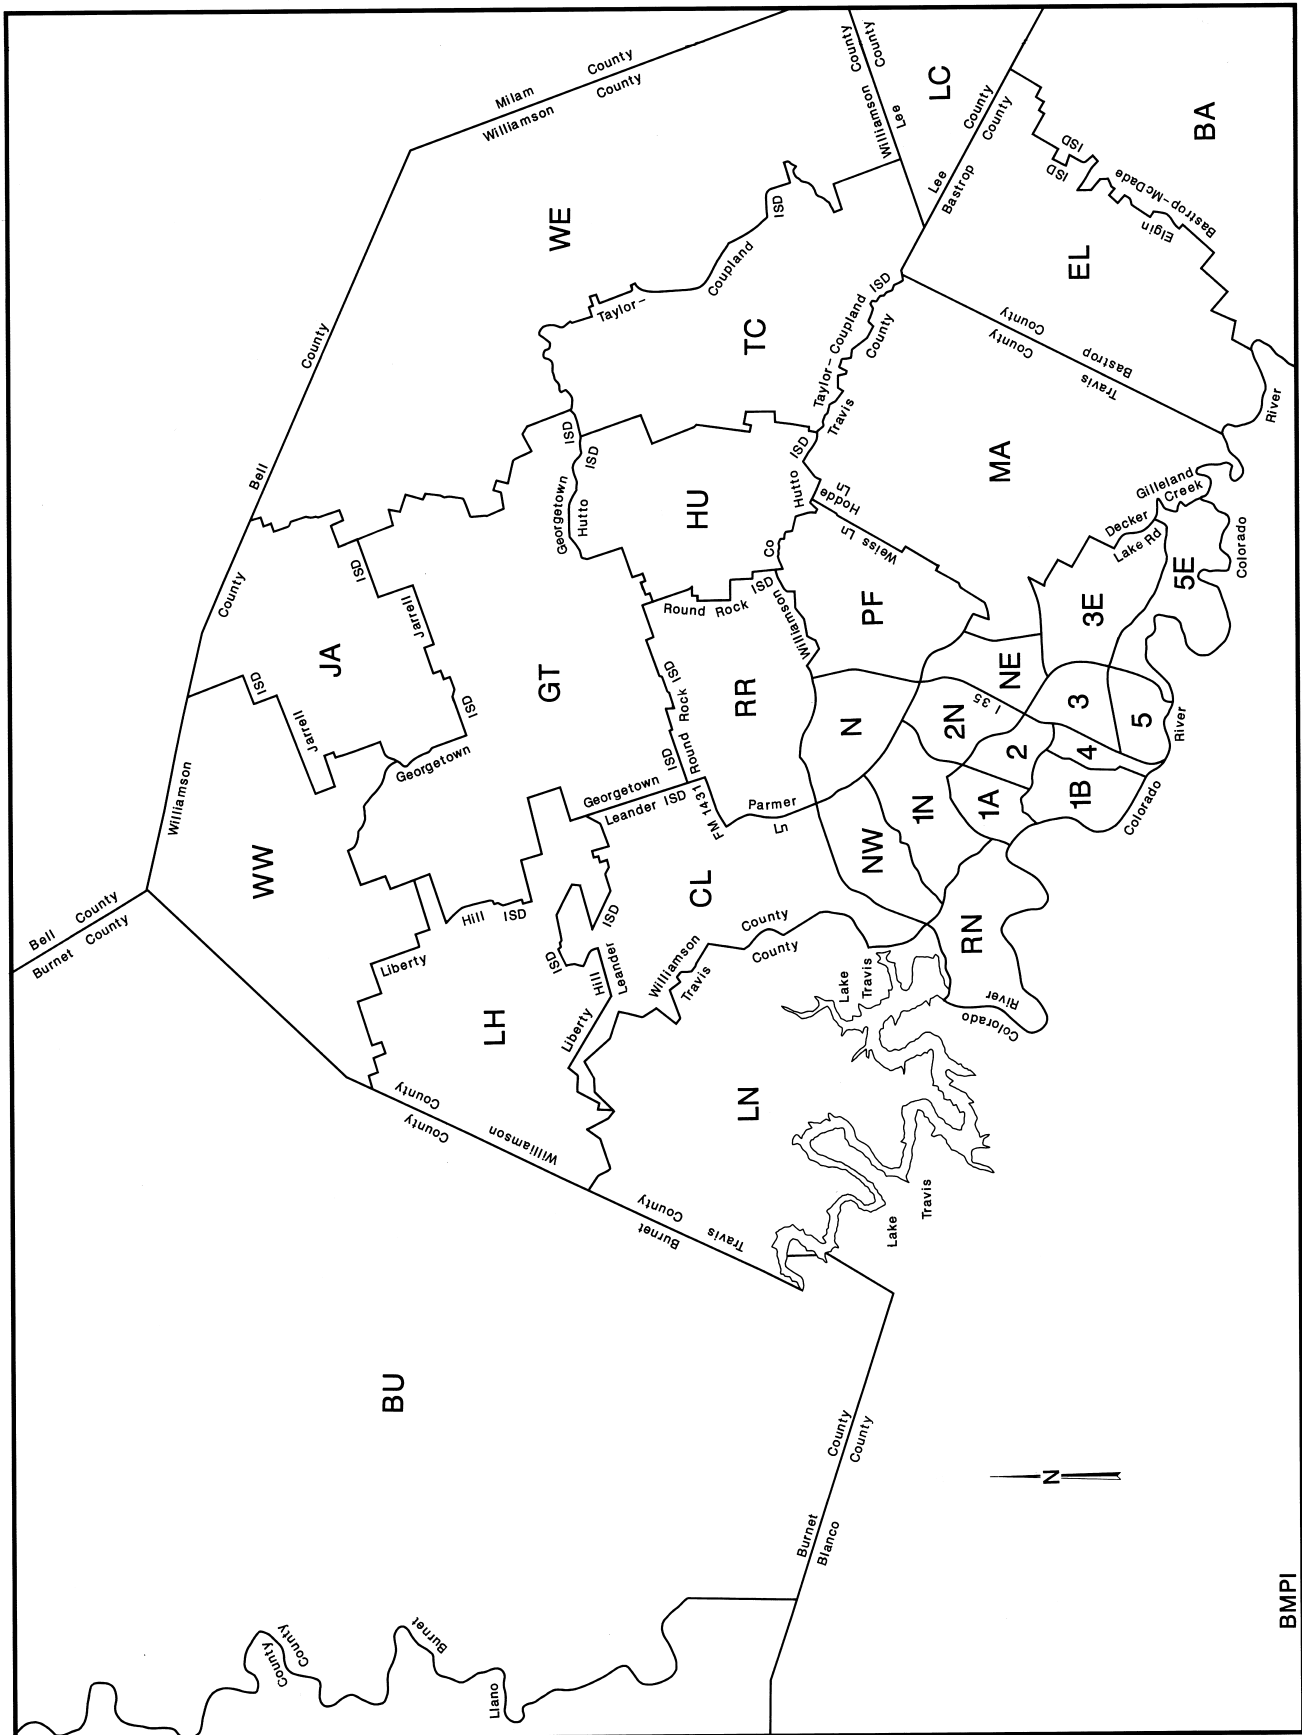 Milam County
Williamson County
Williamson County
Lee County
LC
Lee County
Bastrop County
BA
ISD
ISD
Bastrop-McDade
Elgin
EL
WE
Taylor-
Coupland
ISD
TC
Taylor-Coupland ISD
Travis County
Bastrop County
Travis County
River
Bell County
Williamson County
ISD
Jarrell
ISD
JA
ISD
Jarrell
Georgetown
GT
Georgetown ISD
Hutto ISD
HU
Hutto ISD
Hodde Ln
Weiss Ln
MA
Gilleland Creek
Decker Lake Rd
Colorado
5E
3E
PF
Williamson Co
Round Rock ISD
RR
Round Rock ISD
Georgetown ISD
Leander ISD
FM 1431
Parmer Ln
N
NE
I 35
2N
2
3
4
5
River
1B
Colorado
1A
1N
NW
CL
WW
Bell County
Burnet County
Liberty
Hill ISD
LH
ISD
Liberty Hill
Leander ISD
Williamson County
Travis County
Lake Travis
RN
Colorado River
LN
Lake Travis
Williamson County
County
Burnet
Travis County
BU
Burnet County
Blanco County
N
County
County
Burnet
Llano
BMPI